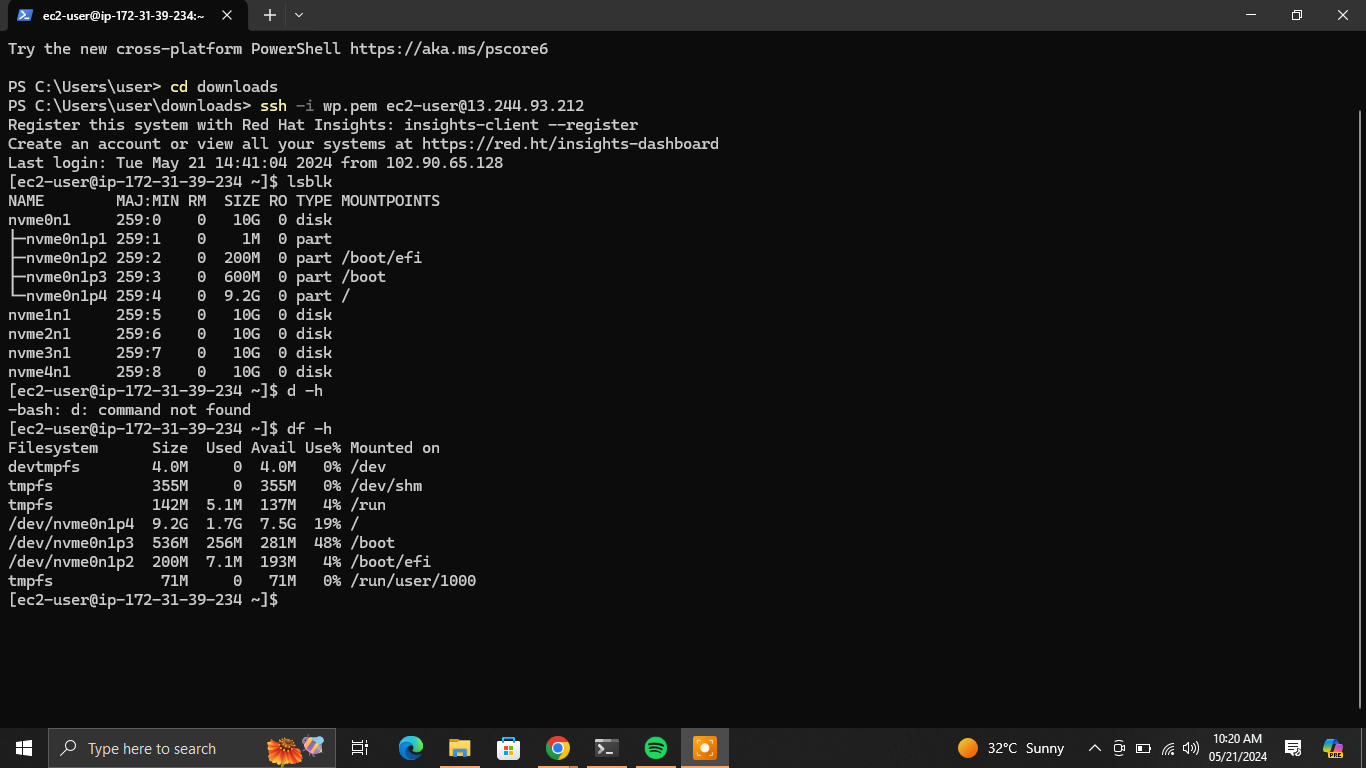 ec2-user@ip-172-31-39-234:~
Try the new cross-platform PowerShell https://aka.ms/pscore6
PS C:\Users\user> cd downloads
PS C:\Users\user\downloads> ssh -i wp.pem ec2-user@13.244.93.212
Register this system with Red Hat Insights: insights-client --register
Create an account or view all your systems at https://red.ht/insights-dashboard
Last login: Tue May 21 14:41:04 2024 from 102.90.65.128
[ec2-user@ip-172-31-39-234 ~]$ lsblk
NAME        MAJ:MIN RM  SIZE RO TYPE MOUNTPOINTS
nvme0n1     259:0    0   10G  0 disk
├─nvme0n1p1 259:1    0    1M  0 part
├─nvme0n1p2 259:2    0  200M  0 part /boot/efi
├─nvme0n1p3 259:3    0  600M  0 part /boot
└─nvme0n1p4 259:4    0  9.2G  0 part /
nvme1n1     259:5    0   10G  0 disk
nvme2n1     259:6    0   10G  0 disk
nvme3n1     259:7    0   10G  0 disk
nvme4n1     259:8    0   10G  0 disk
[ec2-user@ip-172-31-39-234 ~]$ d -h
-bash: d: command not found
[ec2-user@ip-172-31-39-234 ~]$ df -h
Filesystem      Size  Used Avail Use% Mounted on
devtmpfs        4.0M     0  4.0M   0% /dev
tmpfs           355M     0  355M   0% /dev/shm
tmpfs           142M  5.1M  137M   4% /run
/dev/nvme0n1p4  9.2G  1.7G  7.5G  19% /
/dev/nvme0n1p3  536M  256M  281M  48% /boot
/dev/nvme0n1p2  200M  7.1M  193M   4% /boot/efi
tmpfs            71M     0   71M   0% /run/user/1000
[ec2-user@ip-172-31-39-234 ~]$
Type here to search
32°C Sunny
10:20 AM
05/21/2024
PRE